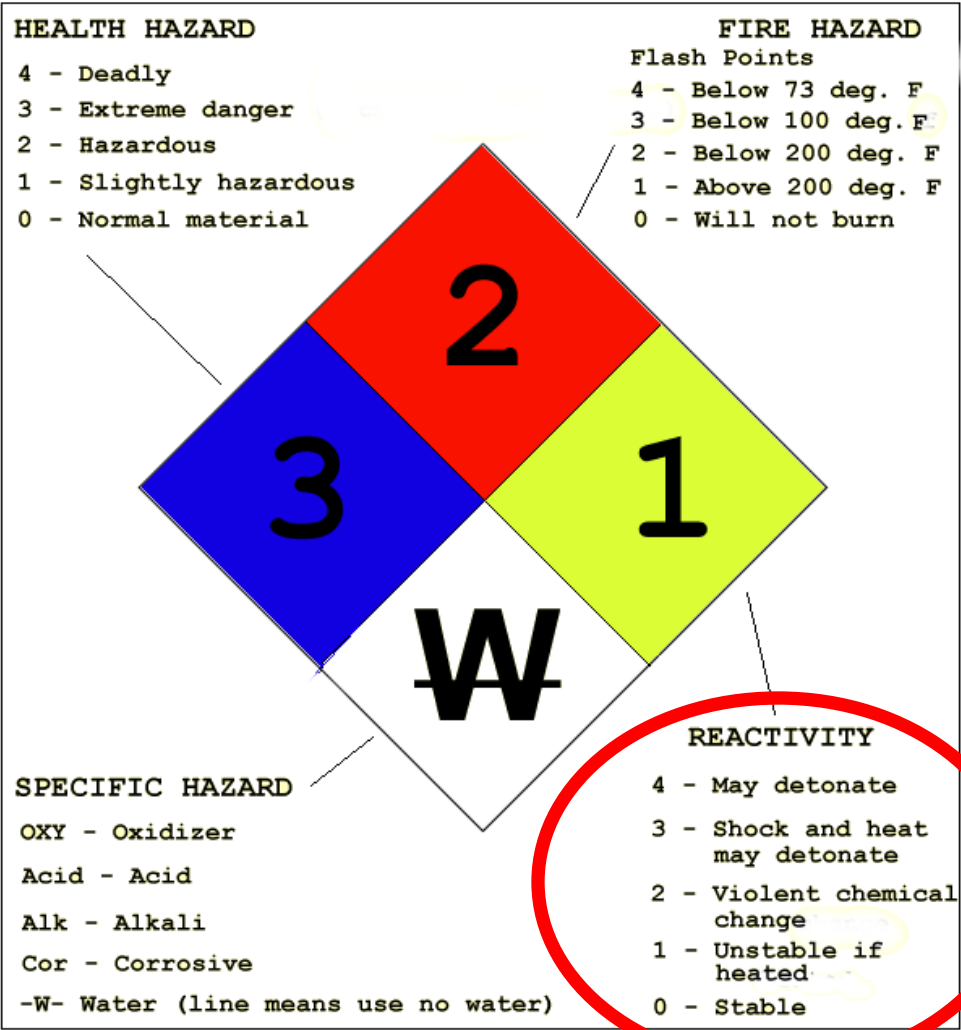 HEALTH HAZARD
4 - Deadly
3 - Extreme danger
2 - Hazardous
1 - Slightly hazardous
0 - Normal material
FIRE HAZARD
Flash Points
4 - Below 73 deg. F
3 - Below 100 deg. F
2 - Below 200 deg. F
1 - Above 200 deg. F
0 - Will not burn
2
3
1
W
SPECIFIC HAZARD
OXY - Oxidizer
Acid - Acid
Alk - Alkali
Cor - Corrosive
-W- Water (line means use no water)
REACTIVITY
4 - May detonate
3 - Shock and heat
may detonate
2 - Violent chemical
change
1 - Unstable if
heated
0 - Stable